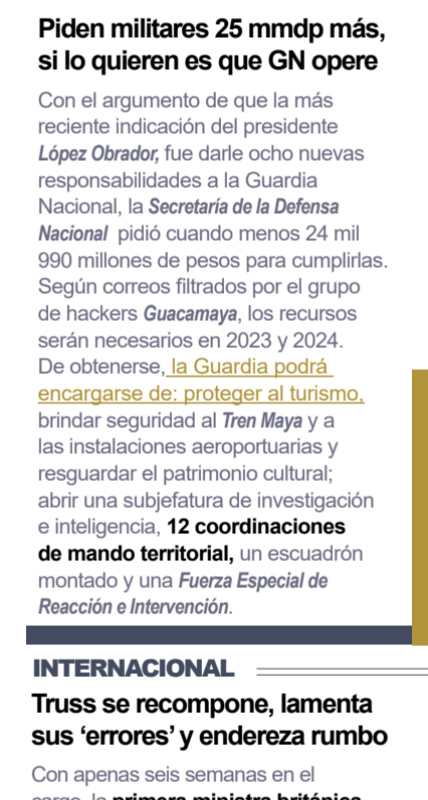 Piden militares 25 mmdp más,
si lo quieren es que GN opere
Con el argumento de que la más
reciente indicación del presidente
López Obrador, fue darle ocho nuevas
responsabilidades a la Guardia
Nacional, la Secretaría de la Defensa
Nacional pidió cuando menos 24 mil
990 millones de pesos para cumplirlas.
Según correos filtrados por el grupo
de hackers Guacamaya, los recursos
serán necesarios en 2023 y 2024.
De obtenerse, la Guardia podrá
encargarse de: proteger al turismo,
brindar seguridad al Tren Maya y a
las instalaciones aeroportuarias y
resguardar el patrimonio cultural;
abrir una subjefatura de investigación
e inteligencia, 12 coordinaciones
de mando territorial, un escuadrón
montado y una Fuerza Especial de
Reacción e Intervención.
INTERNACIONAL
Truss se recompone, lamenta
sus ‘errores’ y endereza rumbo
Con apenas seis semanas en el
cargo, la primera ministra británica